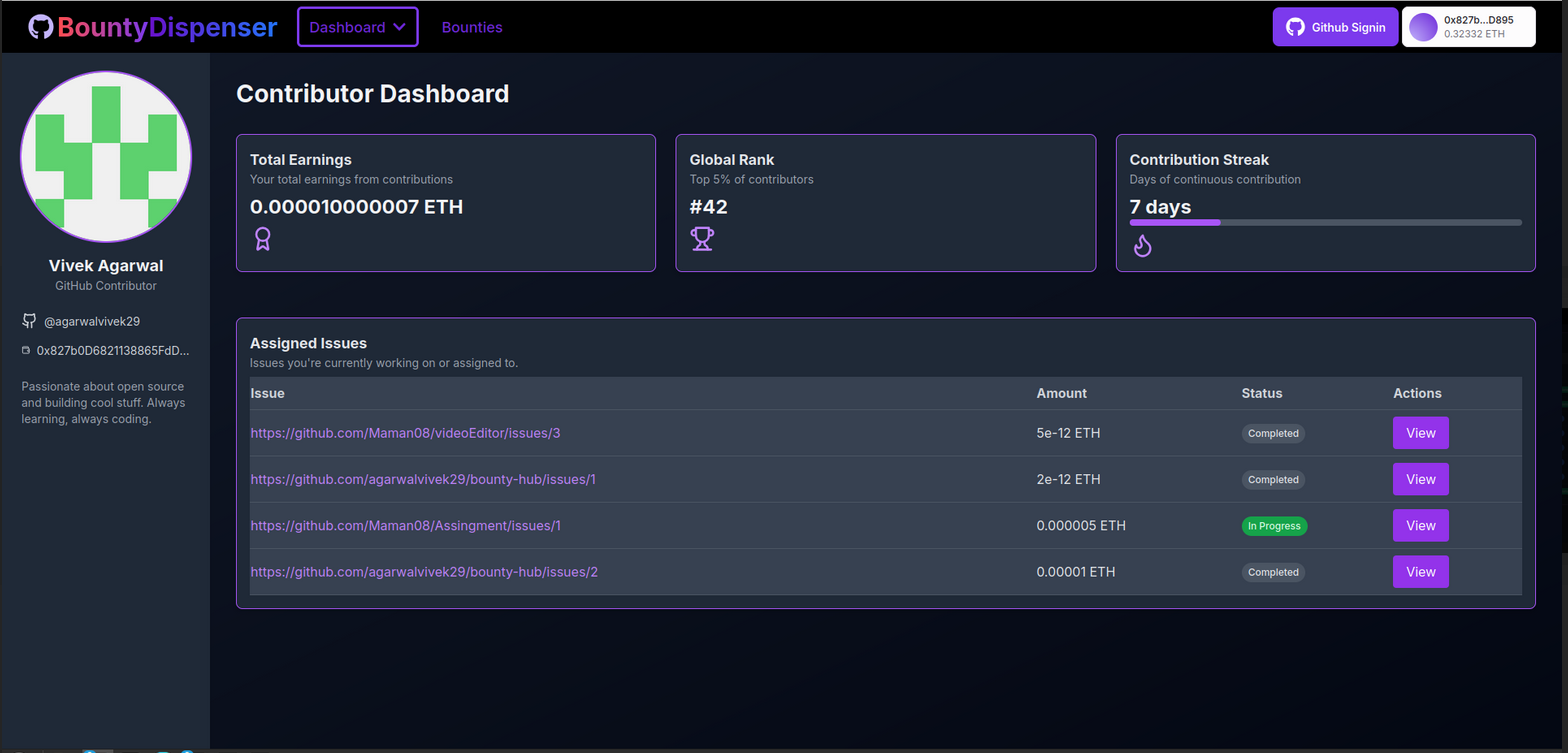 BountyDispenser Dashboard Bounties Github Signin 0x827b...D895
0.32332 ETH
Vivek Agarwal
GitHub Contributor
@agarwalvivek29
0x827b0D6821138865FdD...
Passionate about open source
and building cool stuff. Always
learning, always coding.
Contributor Dashboard
Total Earnings
Your total earnings from contributions
0.000010000007 ETH
Global Rank
Top 5% of contributors
#42
Contribution Streak
Days of continuous contribution
7 days
Assigned Issues
Issues you're currently working on or assigned to.
Issue Amount Status Actions
https://github.com/Maman08/videoEditor/issues/3 5e-12 ETH Completed View
https://github.com/agarwalvivek29/bounty-hub/issues/1 2e-12 ETH Completed View
https://github.com/Maman08/Assingment/issues/1 0.000005 ETH In Progress View
https://github.com/agarwalvivek29/bounty-hub/issues/2 0.00001 ETH Completed View